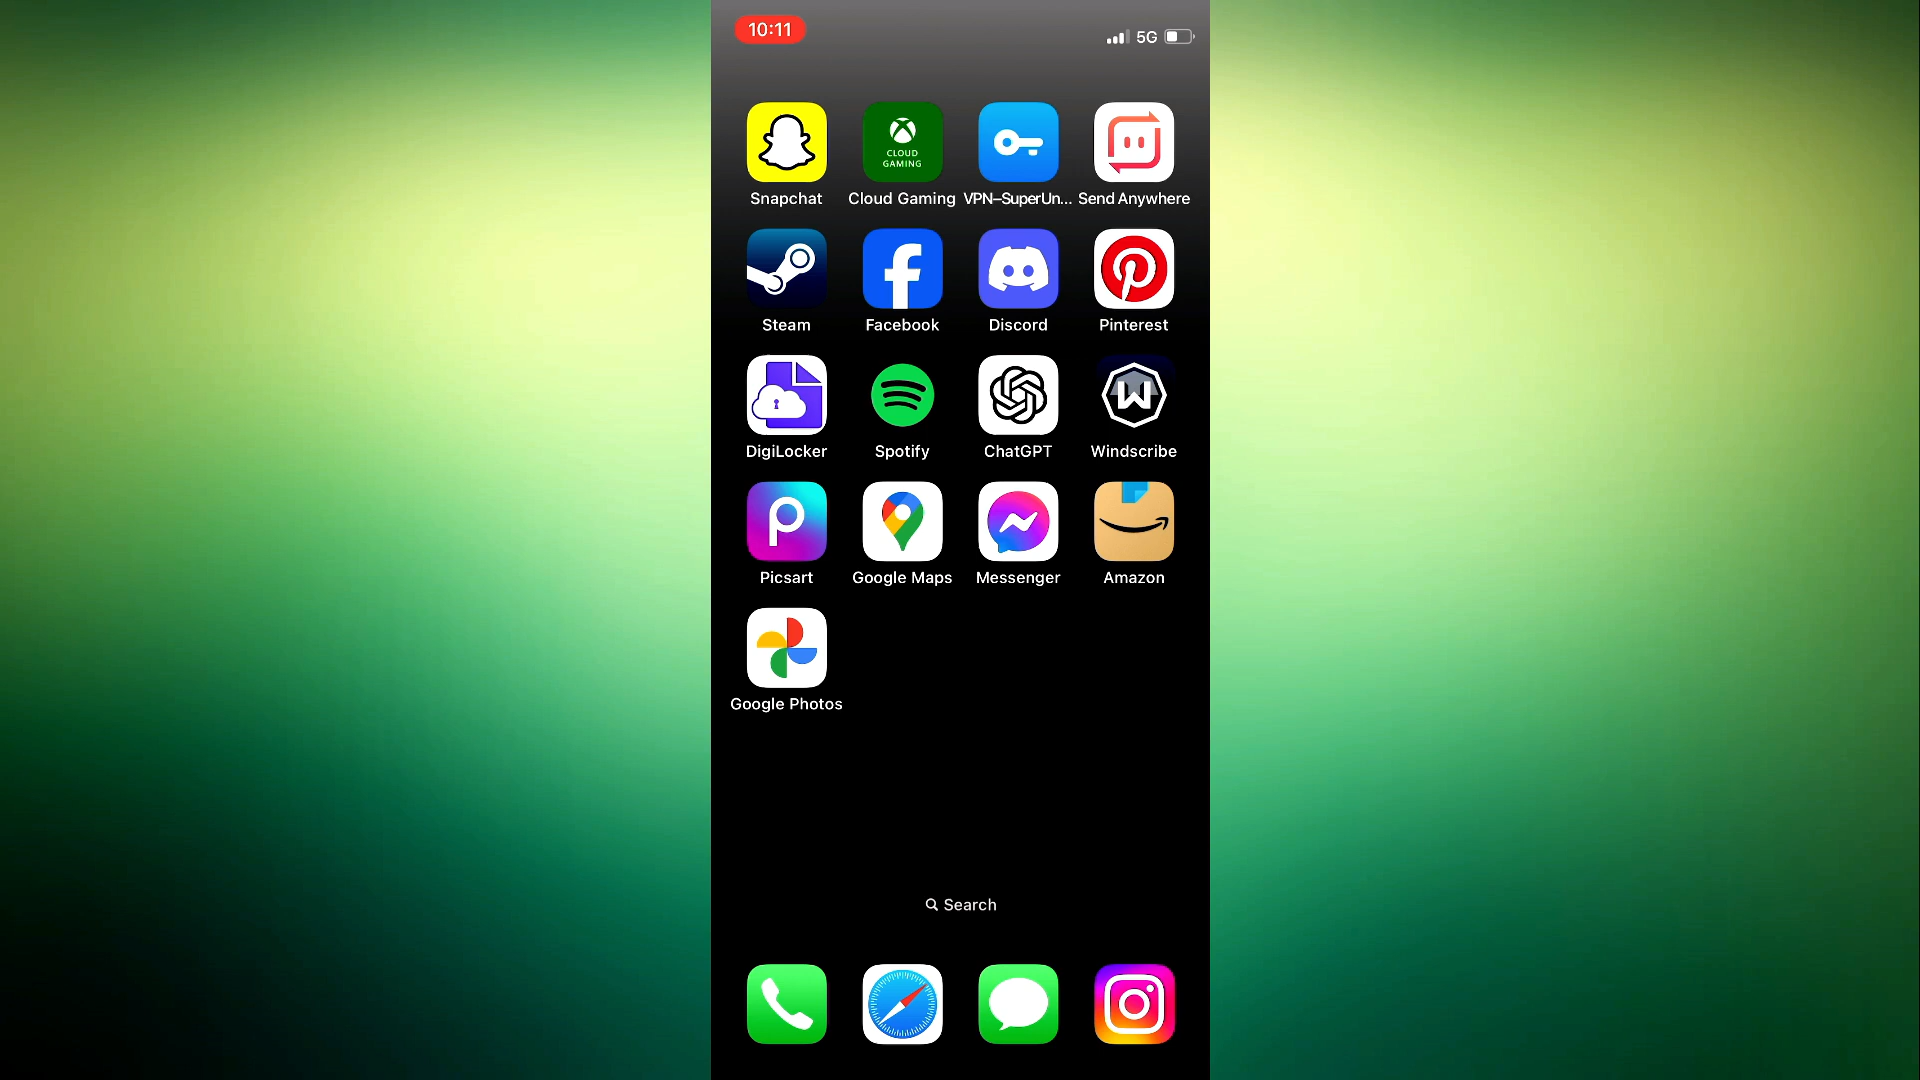 10:11 5G
CLOUD
GAMING
Snapchat Cloud Gaming VPN–SuperUn... Send Anywhere
Steam Facebook Discord Pinterest
DigiLocker Spotify ChatGPT Windscribe
Picsart Google Maps Messenger Amazon
Google Photos
Search